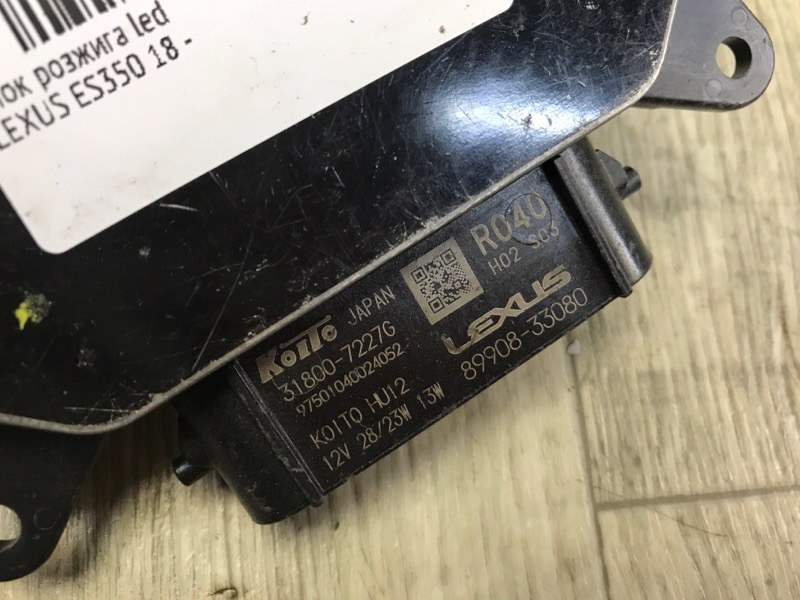 лок розжига led
LEXUS ES350 18 -
KOITO JAPAN
31800-7227G
97501040024052
KOITO HU12
12V 28/23W 13W
R040
H02 S03
LEXUS
89908-33080